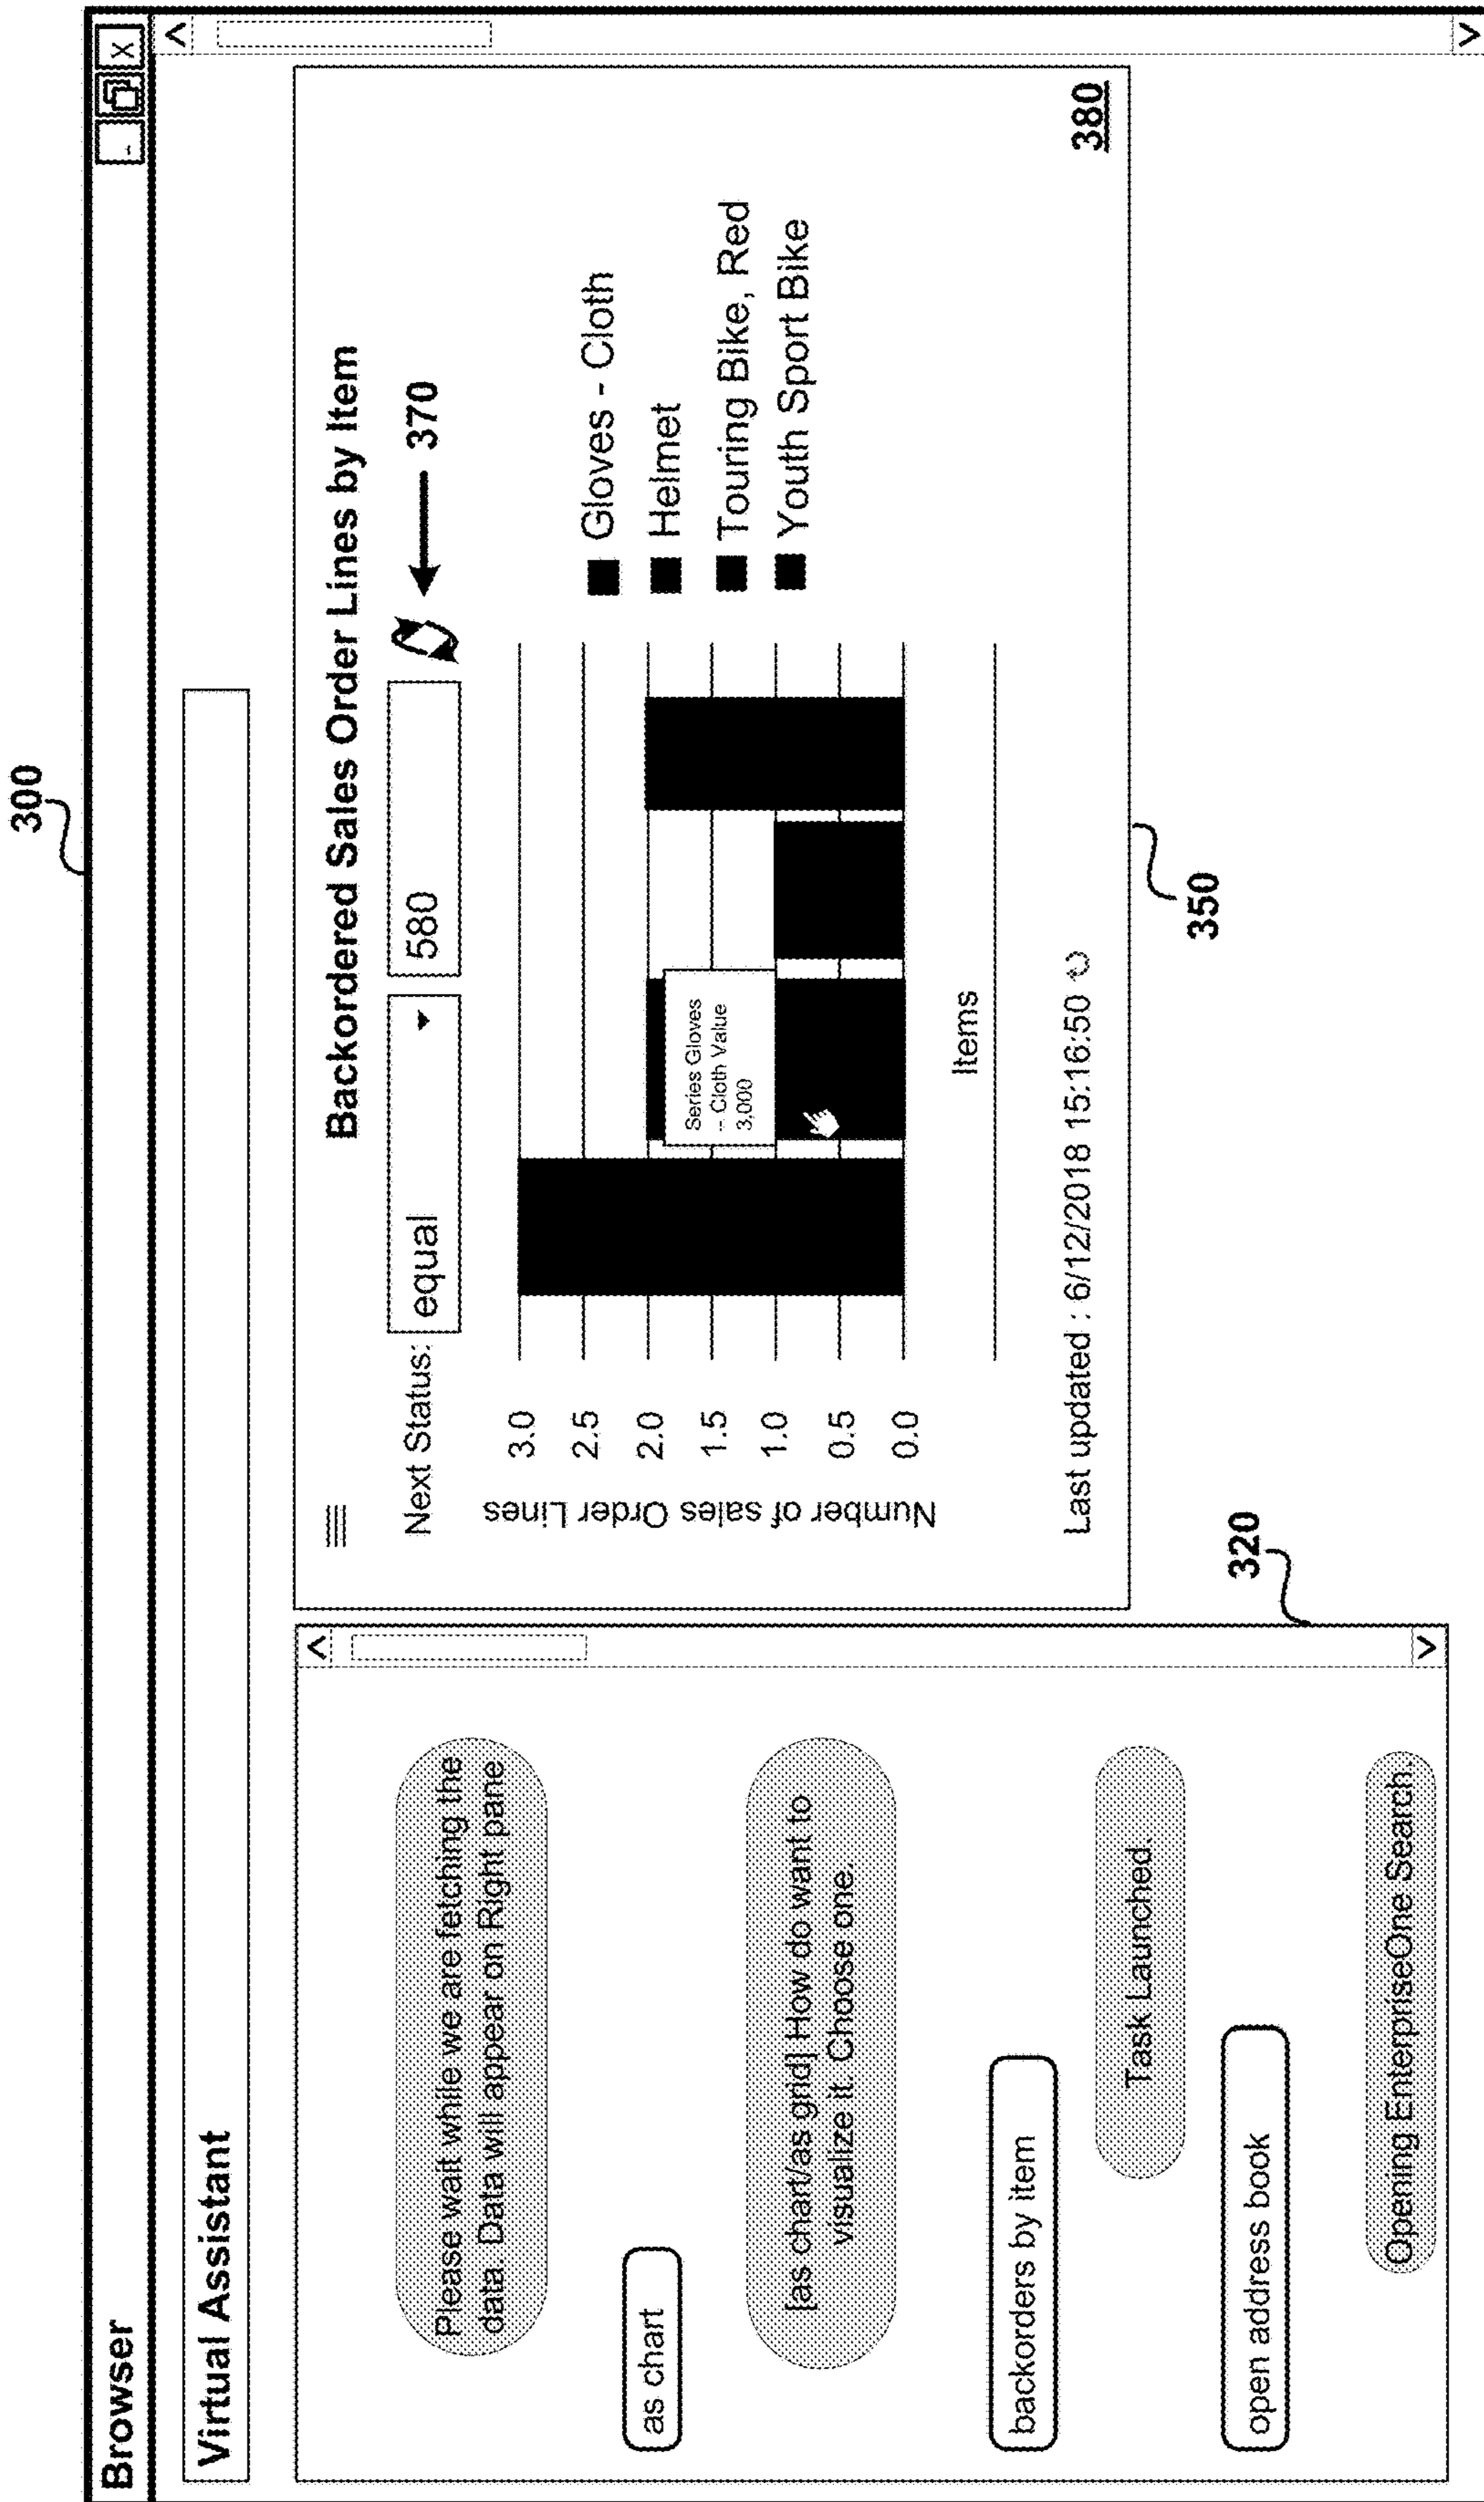 300
Browser
- X
Virtual Assistant
Please wait while we are fetching the
data. Data will appear on Right pane
as chart
[as chart/as grid] How do want to
visualize it. Choose one.
backorders by item
Task Launched.
open address book
Opening EnterpriseOne Search.
320
Backordered Sales Order Lines by Item
Next Status: equal 580
370
Number of sales Order Lines
3.0
2.5
2.0
1.5
1.0
0.5
0.0
Series Gloves
- Cloth Value
3,000
Items
Gloves - Cloth
Helmet
Touring Bike, Red
Youth Sport Bike
Last updated : 6/12/2018 15:16:50
380
350